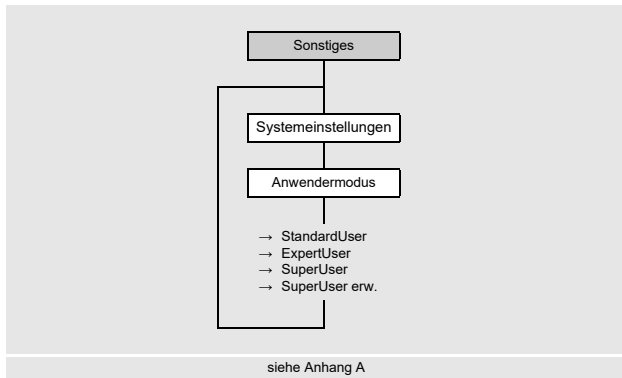 Sonstiges
Systemeinstellungen
Anwendermodus
→ StandardUser
→ ExpertUser
→ SuperUser
→ SuperUser erw.
siehe Anhang A